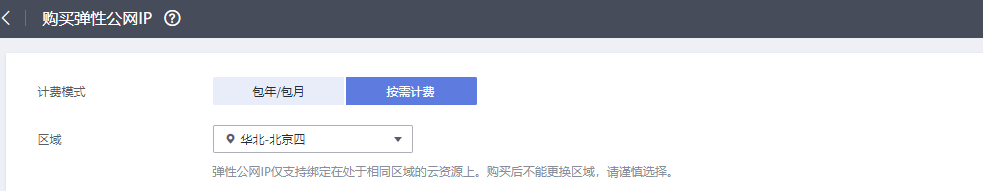 购买弹性公网IP
计费模式 包年/包月 按需计费
区域 华北-北京四
弹性公网IP仅支持绑定在处于相同区域的云资源上。购买后不能更换区域，请谨慎选择。